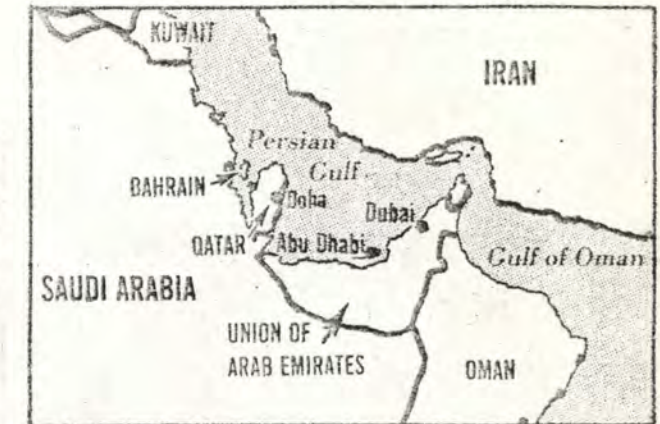 KUWAIT
IRAN
Persian
Gulf
BAHRAIN
Doha
Dubai
QATAR
Abu Dhabi
Gulf of Oman
SAUDI ARABIA
UNION OF
ARAB EMIRATES
OMAN